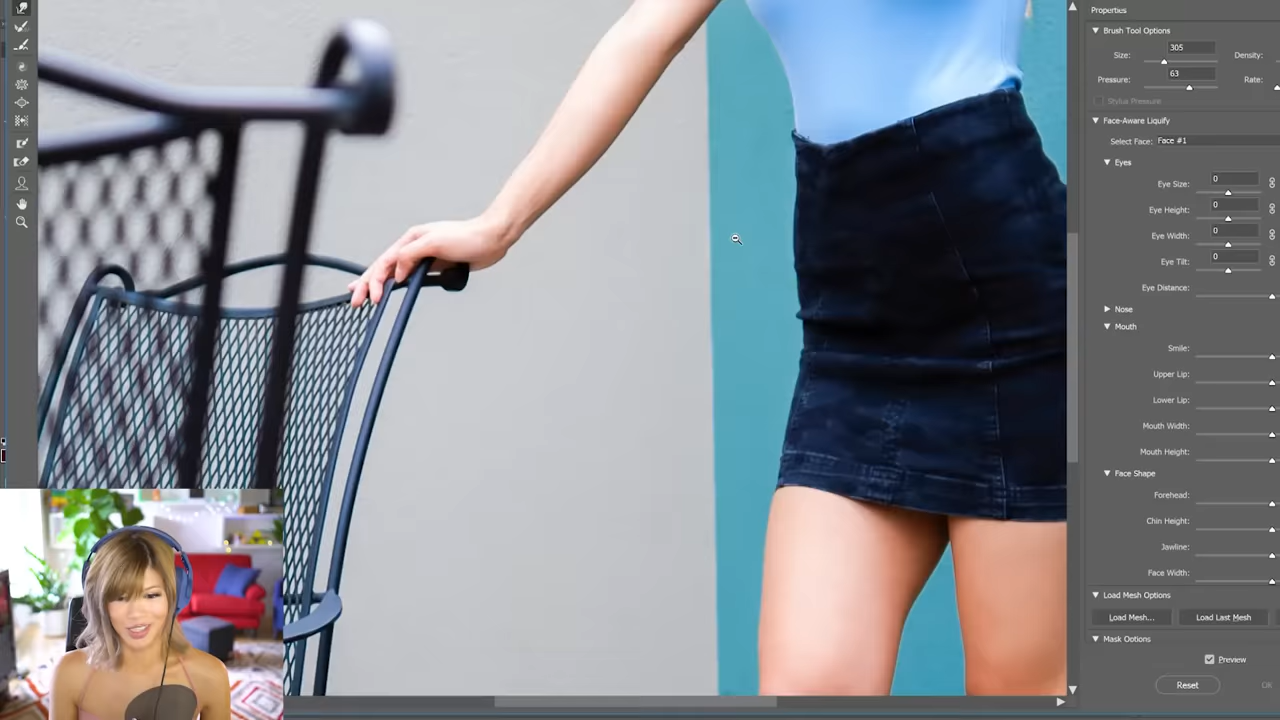 Properties
Brush Tool Options
305
Size:
Density:
63
Pressure:
Rate:
Stylus Pressure
Face-Aware Liquify
Select Face: Face #1
Eyes
0
Eye Size:
0
Eye Height:
0
Eye Width:
0
Eye Tilt:
Eye Distance:
Nose
Mouth
Smile:
Upper Lip:
Lower Lip:
Mouth Width:
Mouth Height:
Face Shape
Forehead:
Chin Height:
Jawline:
Face Width:
Load Mesh Options
Load Mesh... Load Last Mesh
Mask Options
Preview
Reset OK